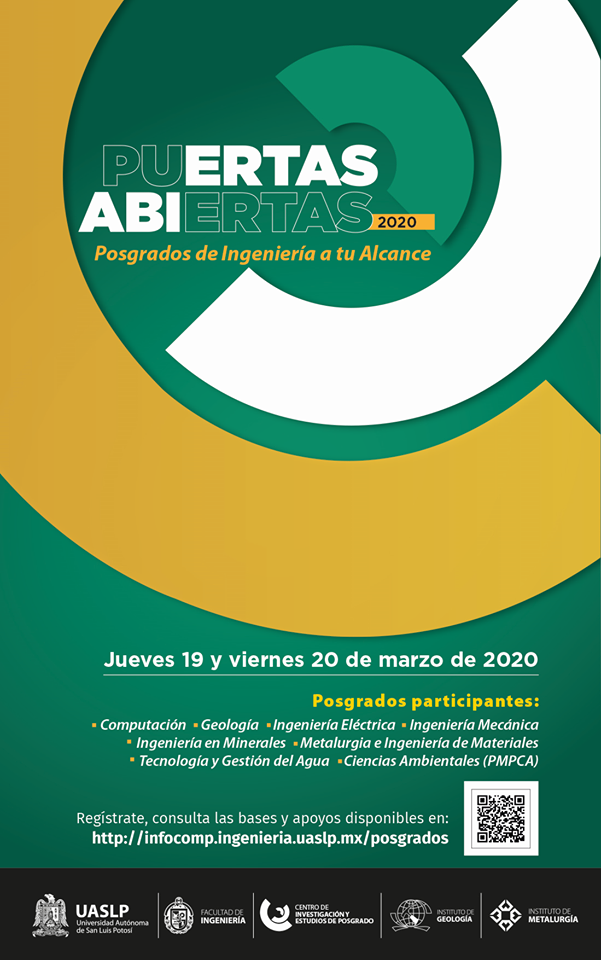 PUERTAS
ABIERTAS 2020
Posgrados de Ingeniería a tu Alcance
Jueves 19 y viernes 20 de marzo de 2020
Posgrados participantes:
▪ Computación ▪ Geología ▪ Ingeniería Eléctrica ▪ Ingeniería Mecánica
▪ Ingeniería en Minerales ▪ Metalurgia e Ingeniería de Materiales
▪ Tecnología y Gestión del Agua ▪ Ciencias Ambientales (PMPCA)
Regístrate, consulta las bases y apoyos disponibles en:
http://infocomp.ingenieria.uaslp.mx/posgrados
UASLP
Universidad Autónoma
de San Luis Potosí
FACULTAD DE
INGENIERÍA
CENTRO DE
INVESTIGACIÓN Y
ESTUDIOS DE POSGRADO
INSTITUTO DE
GEOLOGÍA
INSTITUTO DE
METALURGÍA